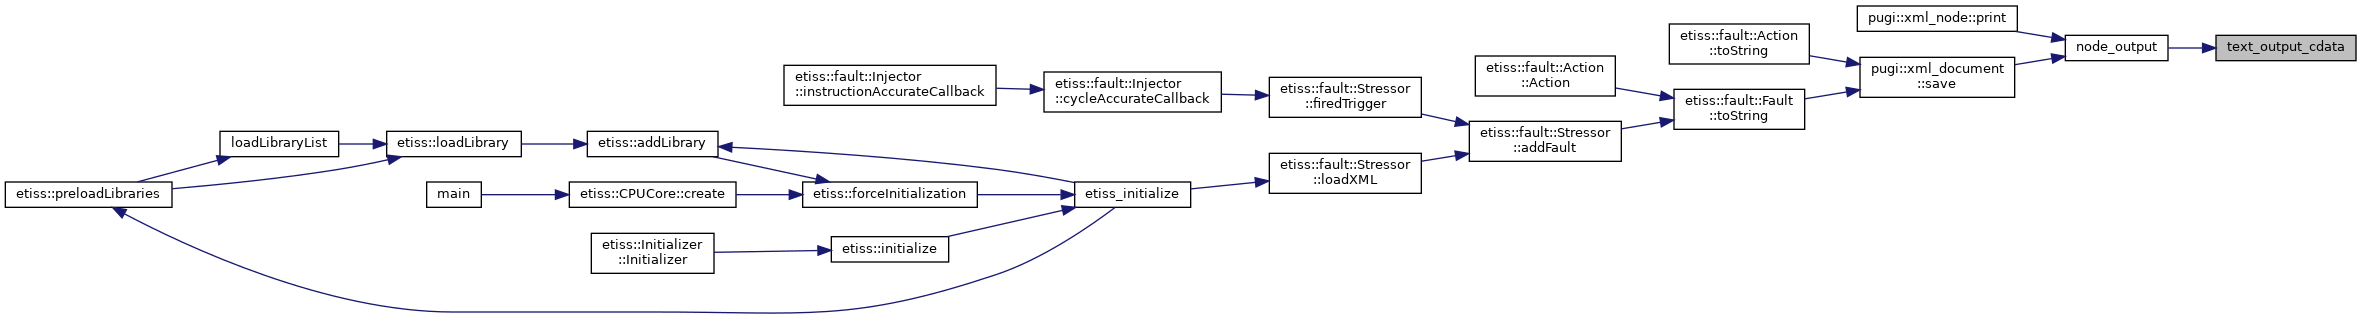 pugi::xml_node::print
etiss::fault::Action
::toString
node_output
text_output_cdata
pugi::xml_document
::save
etiss::fault::Action
::Action
etiss::fault::Fault
::toString
etiss::fault::Injector
::instructionAccurateCallback
etiss::fault::Injector
::cycleAccurateCallback
etiss::fault::Stressor
::firedTrigger
etiss::fault::Stressor
::addFault
loadLibraryList
etiss::loadLibrary
etiss::addLibrary
etiss::fault::Stressor
::loadXML
etiss::preloadLibraries
main
etiss::CPUCore::create
etiss::forceInitialization
etiss_initialize
etiss::Initializer
::Initializer
etiss::initialize